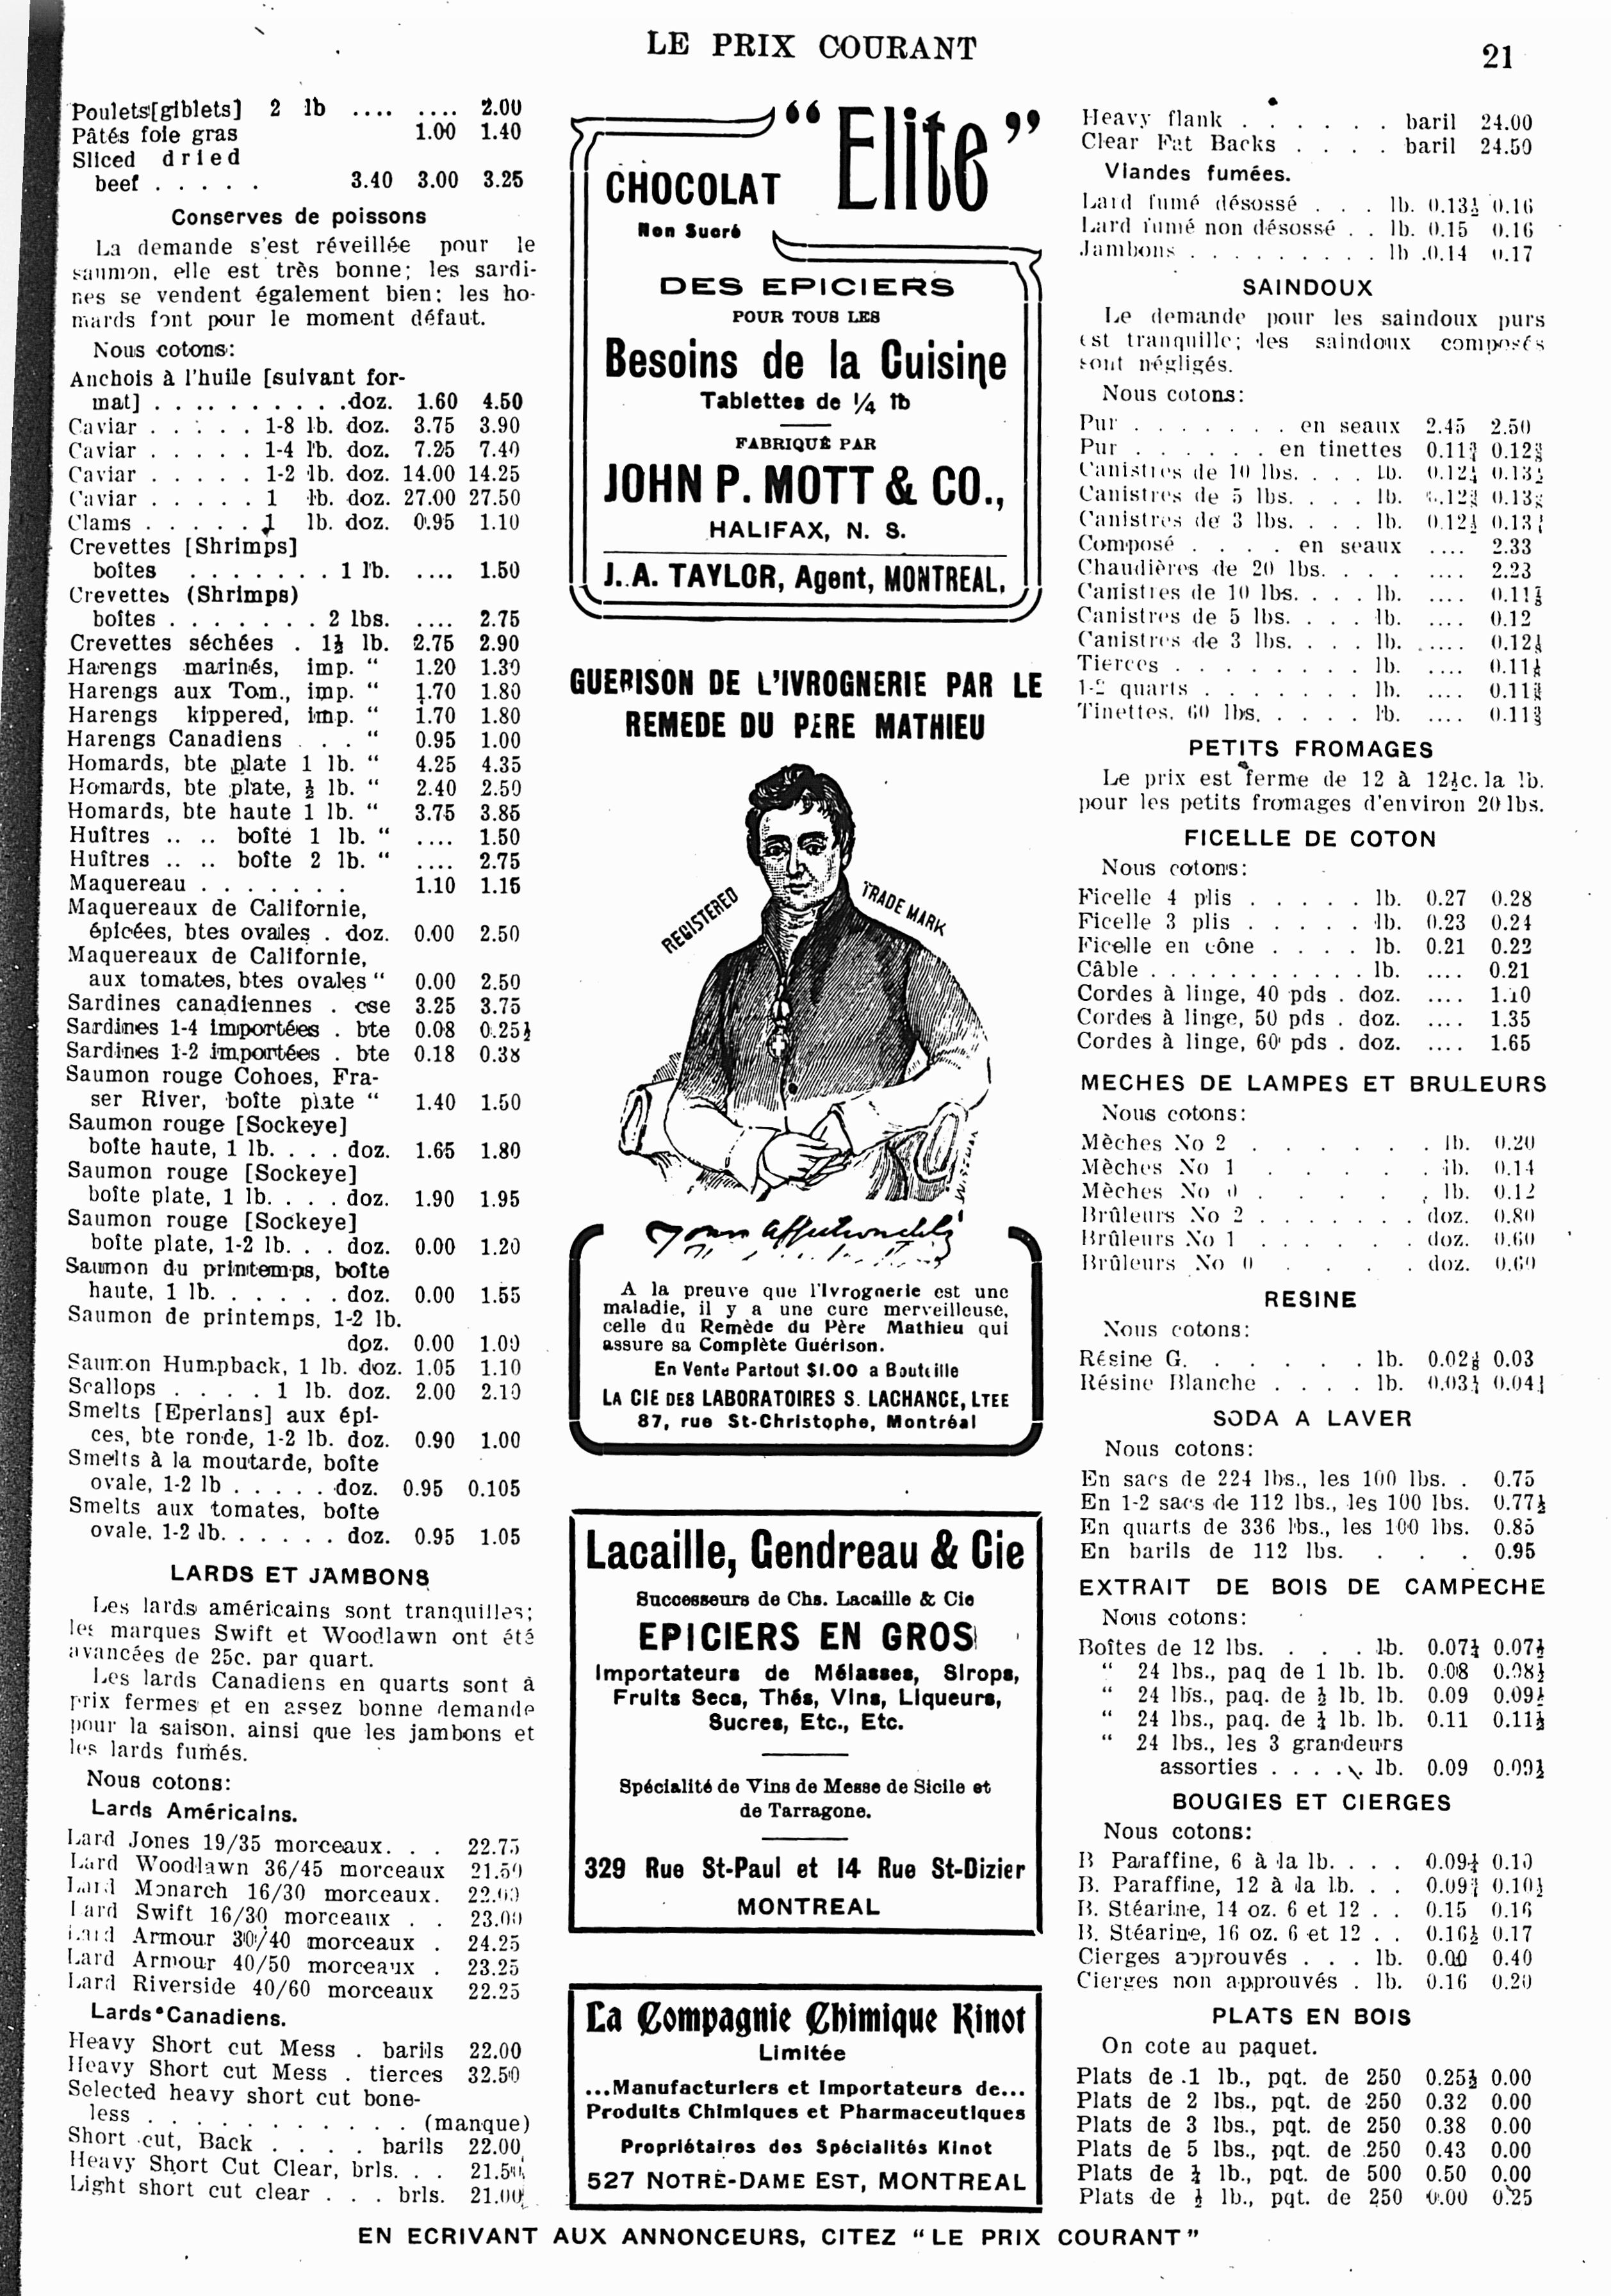 LE PRIX COURANT
21
Poulets[giblets] 2 lb .... .... 2.00
Pâtés foie gras 1.00 1.40
Sliced dried
beef . . . . . 3.40 3.00 3.25
Conserves de poissons
La demande s'est réveillée pour le
saumon, elle est très bonne; les sardi-
nes se vendent également bien; les ho-
mards font pour le moment défaut.
Nous cotons:
Anchois à l'huile [suivant for-
mat] . . . . . . . . . .doz. 1.60 4.50
Caviar . . . . . 1-8 lb. doz. 3.75 3.90
Caviar . . . . . 1-4 lb. doz. 7.25 7.40
Caviar . . . . . 1-2 lb. doz. 14.00 14.25
Caviar . . . . . 1 lb. doz. 27.00 27.50
Clams . . . . . 1 lb. doz. 0.95 1.10
Crevettes [Shrimps]
boîtes . . . . . . . 1 lb. .... 1.50
Crevettes (Shrimps)
boîtes . . . . . . . 2 lbs. .... 2.75
Crevettes séchées . 1½ lb. 2.75 2.90
Harengs marinés, imp. " 1.20 1.30
Harengs aux Tom., imp. " 1.70 1.80
Harengs kippered, imp. " 1.70 1.80
Harengs Canadiens . . . " 0.95 1.00
Homards, bte plate 1 lb. " 4.25 4.35
Homards, bte plate, ½ lb. " 2.40 2.50
Homards, bte haute 1 lb. " 3.75 3.85
Huîtres .. .. boîte 1 lb. " .... 1.50
Huîtres .. .. boîte 2 lb. " .... 2.75
Maquereau . . . . . . . 1.10 1.15
Maquereaux de Californie,
épicées, btes ovales . doz. 0.00 2.50
Maquereaux de Californie,
aux tomates, btes ovales " 0.00 2.50
Sardines canadiennes . cse 3.25 3.75
Sardines 1-4 importées . bte 0.08 0.25½
Sardines 1-2 importées . bte 0.18 0.38
Saumon rouge Cohoes, Fra-
ser River, boîte plate " 1.40 1.50
Saumon rouge [Sockeye]
boîte haute, 1 lb. . . . doz. 1.65 1.80
Saumon rouge [Sockeye]
boîte plate, 1 lb. . . . doz. 1.90 1.95
Saumon rouge [Sockeye]
boîte plate, 1-2 lb. . . doz. 0.00 1.20
Saumon du printemps, boîte
haute, 1 lb. . . . . . doz. 0.00 1.55
Saumon de printemps, 1-2 lb.
doz. 0.00 1.00
Saumon Humpback, 1 lb. doz. 1.05 1.10
Scallops . . . . 1 lb. doz. 2.00 2.10
Smelts [Eperlans] aux épi-
ces, bte ronde, 1-2 lb. doz. 0.90 1.00
Smelts à la moutarde, boîte
ovale, 1-2 lb . . . . . doz. 0.95 0.105
Smelts aux tomates, boîte
ovale, 1-2 lb. . . . . . doz. 0.95 1.05
LARDS ET JAMBONS
Les lards américains sont tranquilles;
les marques Swift et Woodlawn ont été
avancées de 25c. par quart.
Les lards Canadiens en quarts sont à
prix fermes et en assez bonne demande
pour la saison, ainsi que les jambons et
les lards fumés.
Nous cotons:
Lards Américains.
Lard Jones 19/35 morceaux. . . 22.75
Lard Woodlawn 36/45 morceaux 21.50
Lard Monarch 16/30 morceaux. 22.00
Lard Swift 16/30 morceaux . . 23.00
Lard Armour 30/40 morceaux . 24.25
Lard Armour 40/50 morceaux . 23.25
Lard Riverside 40/60 morceaux 22.25
Lards Canadiens.
Heavy Short cut Mess . barils 22.00
Heavy Short cut Mess . tierces 32.50
Selected heavy short cut bone-
less . . . . . . . . . . . (manque)
Short cut, Back . . . . barils 22.00
Heavy Short Cut Clear, brls. . . 21.50
Light short cut clear . . . brls. 21.00
CHOCOLAT "Elite"
Non Sucré
DES EPICIERS
POUR TOUS LES
Besoins de la Cuisine
Tablettes de ¼ lb
FABRIQUÉ PAR
JOHN P. MOTT & CO.,
HALIFAX, N. S.
J. A. TAYLOR, Agent, MONTREAL.
GUERISON DE L'IVROGNERIE PAR LE
REMEDE DU PERE MATHIEU
REGISTERED
TRADE MARK
A la preuve que l'Ivrognerie est une
maladie, il y a une cure merveilleuse,
celle du Remède du Père Mathieu qui
assure sa Complète Guérison.
En Vente Partout $1.00 a Bouteille
LA CIE DES LABORATOIRES S. LACHANCE, LTEE
87, rue St-Christophe, Montréal
Lacaille, Gendreau & Cie
Successeurs de Chs. Lacaille & Cie
EPICIERS EN GROS
Importateurs de Mélasses, Sirops,
Fruits Secs, Thés, Vins, Liqueurs,
Sucres, Etc., Etc.
Spécialité de Vins de Messe de Sicile et
de Tarragone.
329 Rue St-Paul et 14 Rue St-Dizier
MONTREAL
La Compagnie Chimique Kinot
Limitée
...Manufacturiers et Importateurs de...
Produits Chimiques et Pharmaceutiques
Propriétaires des Spécialités Kinot
527 NOTRE-DAME EST, MONTREAL
Heavy flank . . . . . . baril 24.00
Clear Fat Backs . . . . baril 24.50
Viandes fumées.
Lard fumé désossé . . . lb. 0.13½ 0.16
Lard fumé non désossé . . lb. 0.15 0.16
Jambons . . . . . . . . . lb .0.14 0.17
SAINDOUX
Le demande pour les saindoux purs
est tranquille; les saindoux composés
sont négligés.
Nous cotons:
Pur . . . . . . . en seaux 2.45 2.50
Pur . . . . . . en tinettes
Canistres de 10 lbs. . . . lb.
Canistres de 5 lbs. . . . lb.
Canistres de 3 lbs. . . . lb.
Composé . . . . en seaux .... 2.33
Chaudières de 20 lbs. . . . .... 2.23
Canistres de 10 lbs. . . . lb. ....
Canistres de 5 lbs. . . . lb. .... 0.12
Canistres de 3 lbs. . . . lb. ....
Tierces . . . . . . . . lb. ....
1-2 quarts . . . . . . . lb. ....
Tinettes, 60 lbs. . . . . lb. ....
PETITS FROMAGES
Le prix est ferme de 12 à 12½c. la lb.
pour les petits fromages d'environ 20 lbs.
FICELLE DE COTON
Nous cotons:
Ficelle 4 plis . . . . . lb. 0.27 0.28
Ficelle 3 plis . . . . . lb. 0.23 0.24
Ficelle en cône . . . . lb. 0.21 0.22
Câble . . . . . . . . . . lb. .... 0.21
Cordes à linge, 40 pds . doz. .... 1.10
Cordes à linge, 50 pds . doz. .... 1.35
Cordes à linge, 60 pds . doz. .... 1.65
MECHES DE LAMPES ET BRULEURS
Nous cotons:
Mèches No 2 . . . . . . lb. 0.20
Mèches No 1 . . . . . . lb. 0.14
Mèches No 0 . . . . . lb. 0.12
Brûleurs No 2 . . . . . . . doz. 0.80
Brûleurs No 1 . . . . . . doz. 0.60
Brûleurs No 0 . . . . doz. 0.60
RESINE
Nous cotons:
Résine G. . . . . . . lb. 0.03
Résine Blanche . . . . lb.
SODA A LAVER
Nous cotons:
En sacs de 224 lbs., les 100 lbs. . 0.75
En 1-2 sacs de 112 lbs., les 100 lbs. 0.77½
En quarts de 336 lbs., les 100 lbs. 0.85
En barils de 112 lbs. . . . 0.95
EXTRAIT DE BOIS DE CAMPECHE
Nous cotons:
Boîtes de 12 lbs. . . . lb. 0.07¼ 0.07½
" 24 lbs., paq de 1 lb. lb. 0.08 0.08½
" 24 lbs., paq. de ½ lb. lb. 0.09 0.09½
" 24 lbs., paq. de ¼ lb. lb. 0.11 0.11½
" 24 lbs., les 3 grandeurs
assorties . . . . . lb. 0.09 0.09½
BOUGIES ET CIERGES
Nous cotons:
B Paraffine, 6 à la lb. . . . 0.10
B. Paraffine, 12 à la lb. . .
B. Stéarine, 14 oz. 6 et 12 . . 0.15 0.16
B. Stéarine, 16 oz. 6 et 12 . . 0.16½ 0.17
Cierges approuvés . . . lb. 0.00 0.40
Cierges non approuvés . lb. 0.16 0.20
PLATS EN BOIS
On cote au paquet.
Plats de 1 lb., pqt. de 250 0.25½ 0.00
Plats de 2 lbs., pqt. de 250 0.32 0.00
Plats de 3 lbs., pqt. de 250 0.38 0.00
Plats de 5 lbs., pqt. de 250 0.43 0.00
Plats de ¼ lb., pqt. de 500 0.50 0.00
Plats de ½ lb., pqt. de 250 0.00 0.25
EN ECRIVANT AUX ANNONCEURS, CITEZ "LE PRIX COURANT"